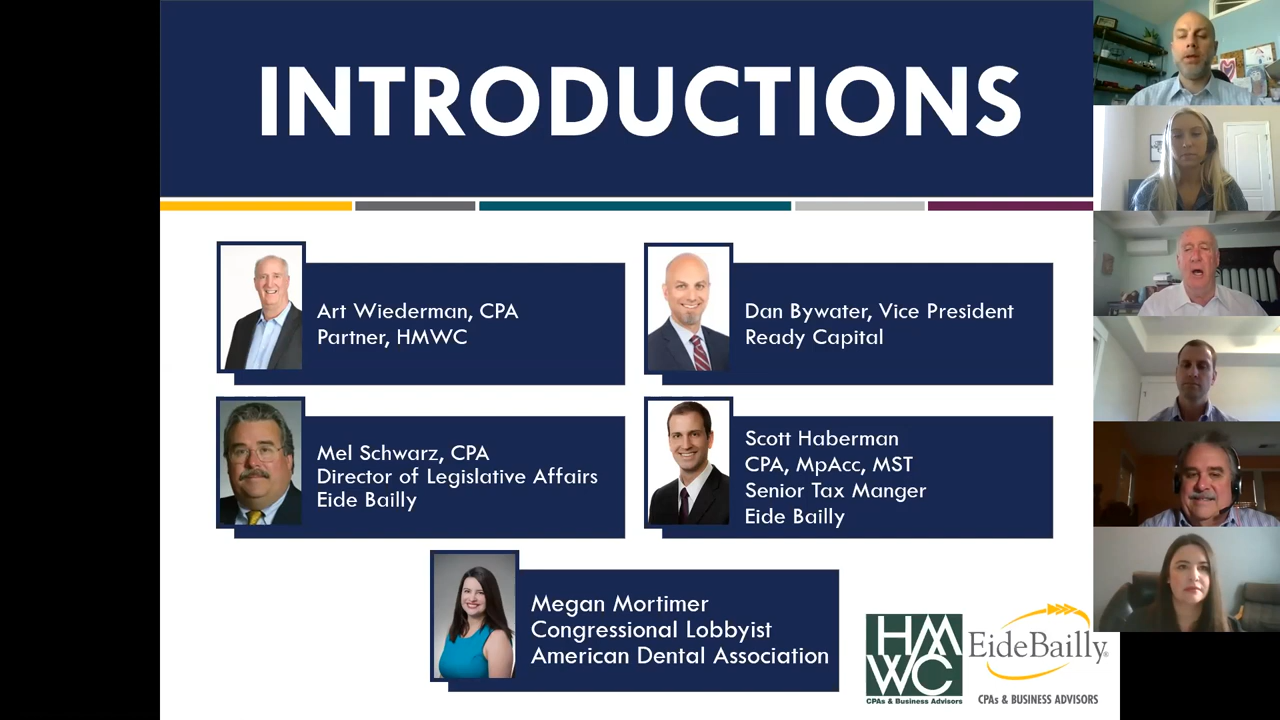 INTRODUCTIONS
Art Wiederman, CPA
Partner, HMWC
Dan Bywater, Vice President
Ready Capital
Mel Schwarz, CPA
Director of Legislative Affairs
Eide Bailly
Scott Haberman
CPA, MpAcc, MST
Senior Tax Manger
Eide Bailly
Megan Mortimer
Congressional Lobbyist
American Dental Association
HM
WC
CPAs & Business Advisors
EideBailly®
CPAs & BUSINESS ADVISORS